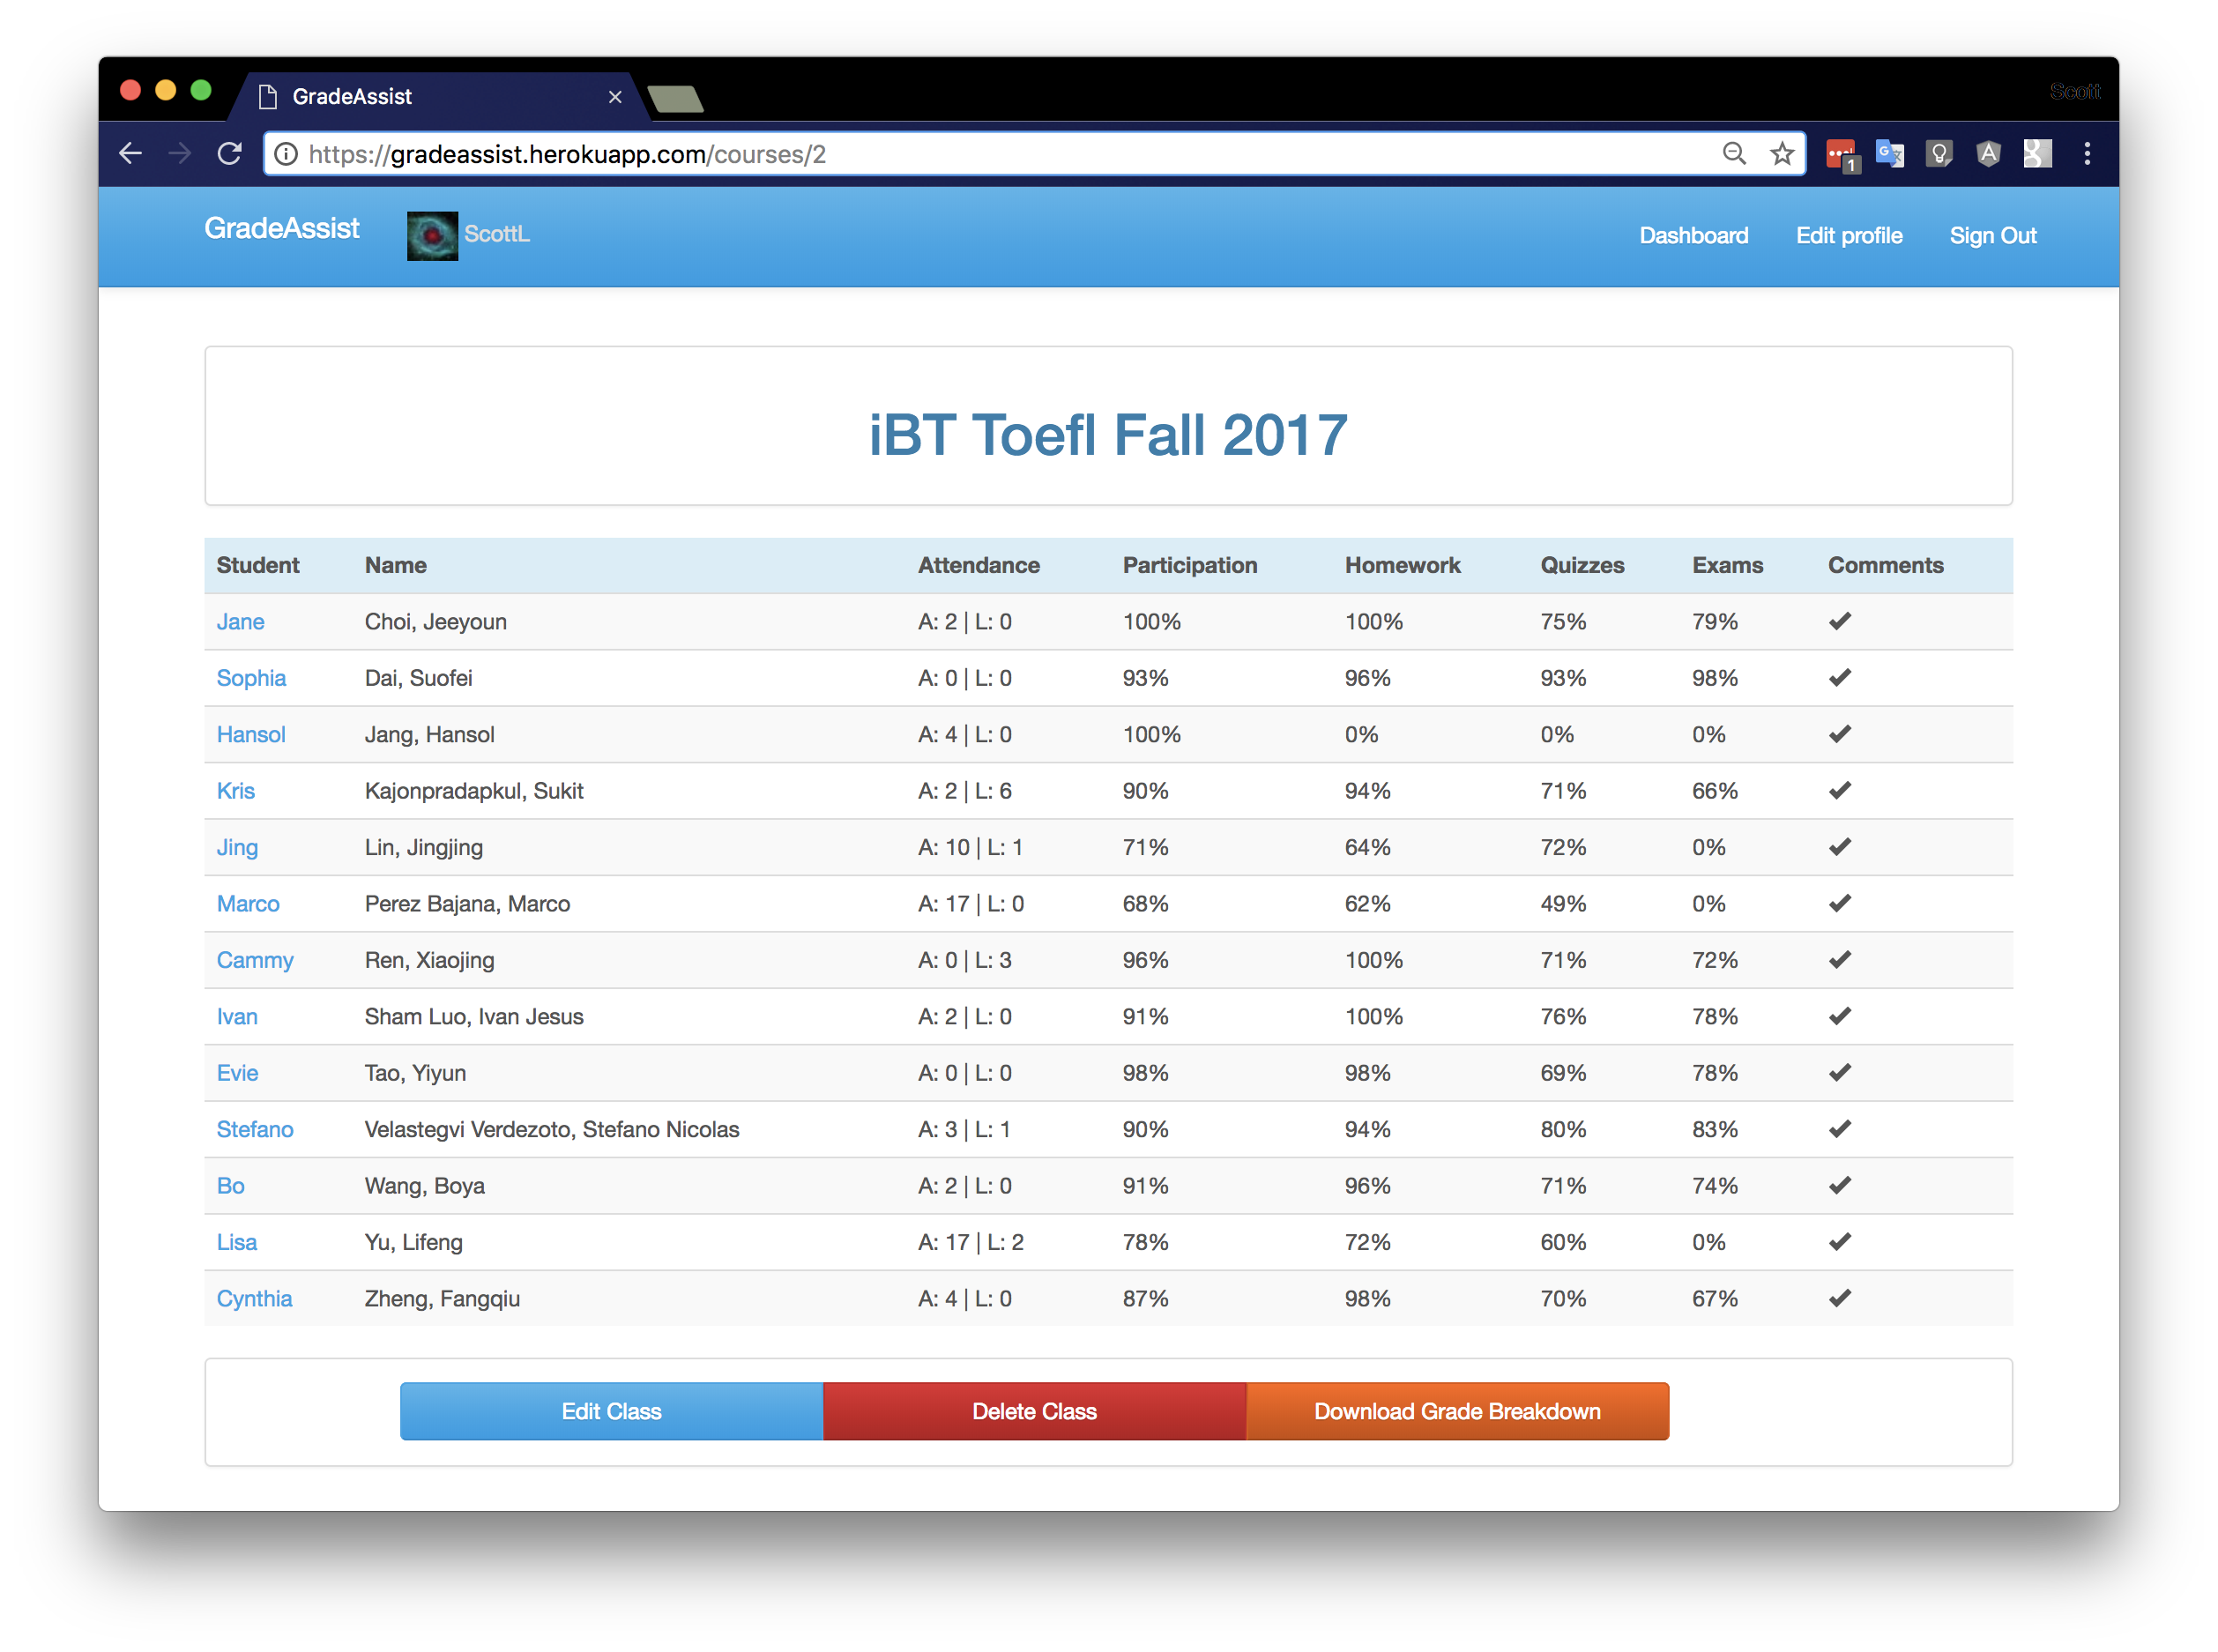 GradeAssist
Scott
https://gradeassist.herokuapp.com/courses/2
1
GradeAssist ScottL Dashboard Edit profile Sign Out
iBT Toefl Fall 2017
Student Name Attendance Participation Homework Quizzes Exams Comments
Jane Choi, Jeeyoun A: 2 | L: 0 100% 100% 75% 79%
Sophia Dai, Suofei A: 0 | L: 0 93% 96% 93% 98%
Hansol Jang, Hansol A: 4 | L: 0 100% 0% 0% 0%
Kris Kajonpradapkul, Sukit A: 2 | L: 6 90% 94% 71% 66%
Jing Lin, Jingjing A: 10 | L: 1 71% 64% 72% 0%
Marco Perez Bajana, Marco A: 17 | L: 0 68% 62% 49% 0%
Cammy Ren, Xiaojing A: 0 | L: 3 96% 100% 71% 72%
Ivan Sham Luo, Ivan Jesus A: 2 | L: 0 91% 100% 76% 78%
Evie Tao, Yiyun A: 0 | L: 0 98% 98% 69% 78%
Stefano Velastegvi Verdezoto, Stefano Nicolas A: 3 | L: 1 90% 94% 80% 83%
Bo Wang, Boya A: 2 | L: 0 91% 96% 71% 74%
Lisa Yu, Lifeng A: 17 | L: 2 78% 72% 60% 0%
Cynthia Zheng, Fangqiu A: 4 | L: 0 87% 98% 70% 67%
Edit Class Delete Class Download Grade Breakdown